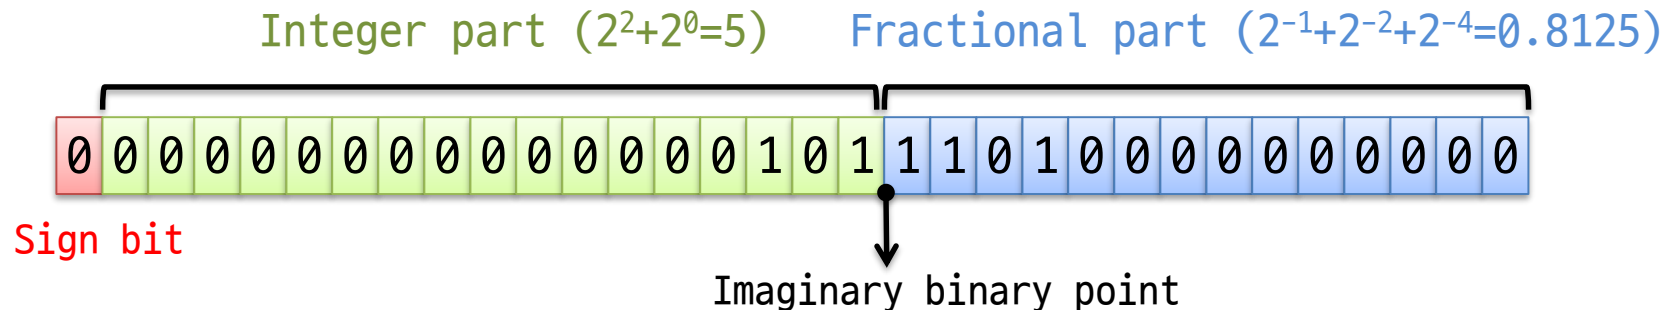 Integer part (2²+2⁰=5) Fractional part (2⁻¹+2⁻²+2⁻⁴=0.8125)
0 0 0 0 0 0 0 0 0 0 0 0 0 0 0 1 0 1 1 1 0 1 0 0 0 0 0 0 0 0 0 0
Sign bit
Imaginary binary point